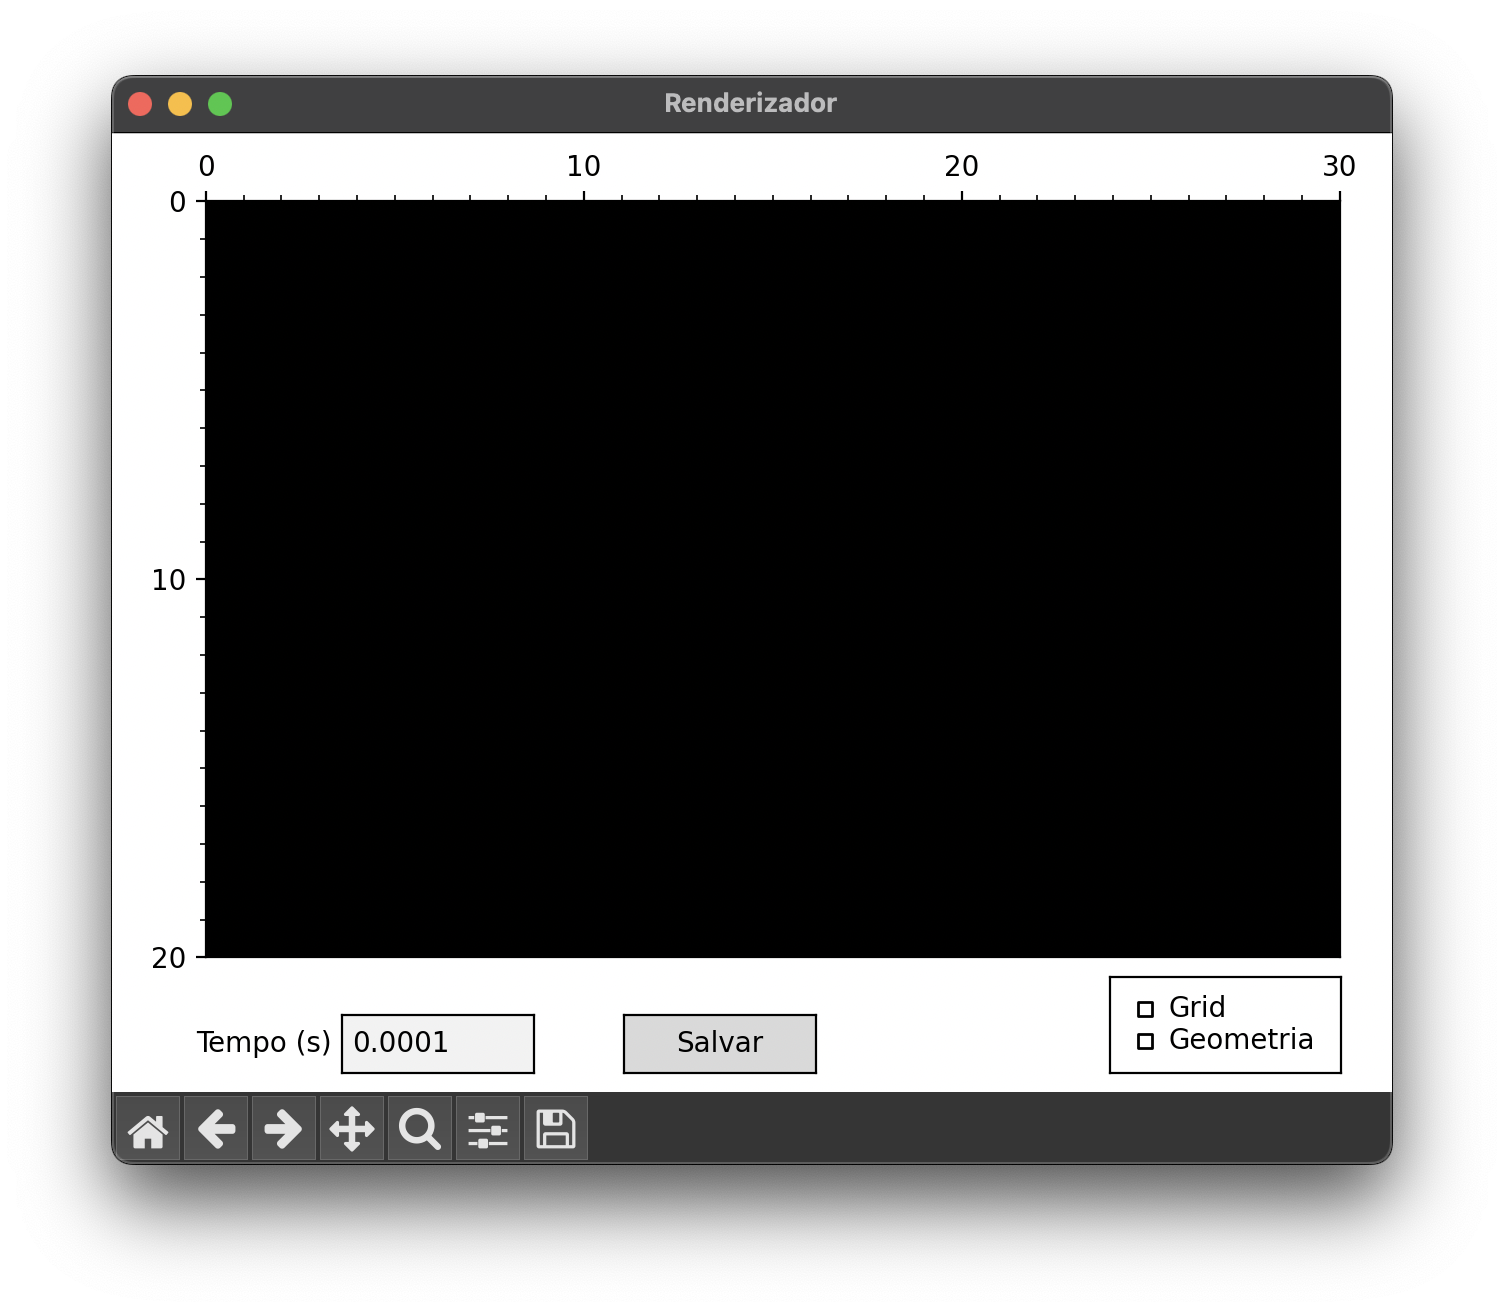 Renderizador
0 10 20 30
0
10
20
Tempo (s) 0.0001 Salvar
Grid
Geometria